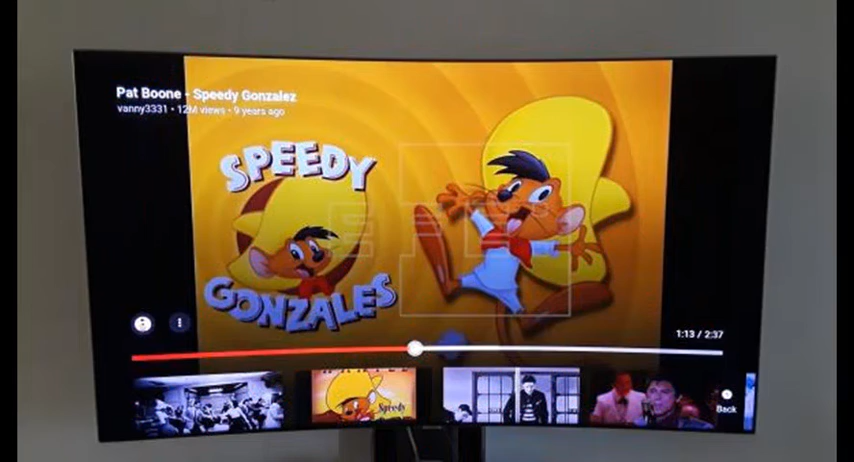 Pat Boone - Speedy Gonzalez
vanny3331 • 12M views • 9 years ago
SPEEDY
GONZALES
1:13 / 2:37
Speedy
Back